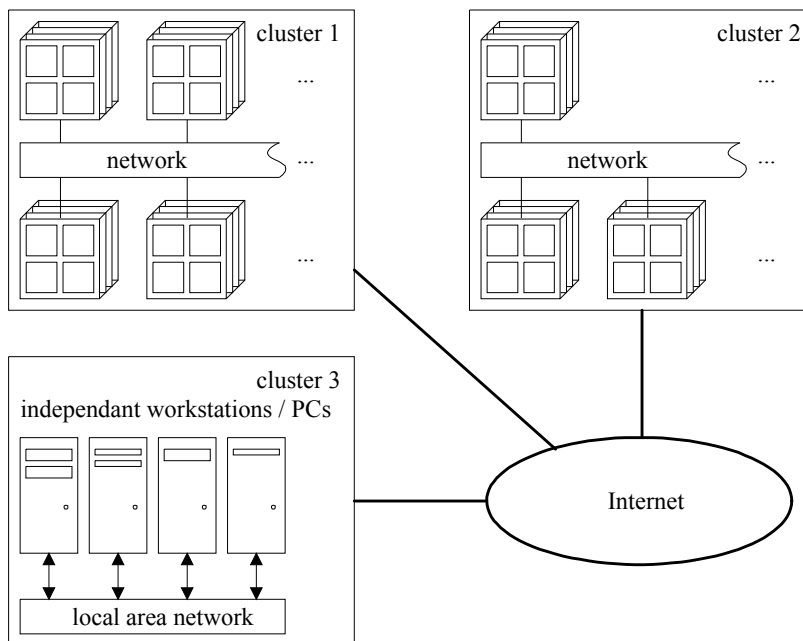 cluster 1
...
network
...
...
cluster 2
...
network
...
...
cluster 3
independant workstations / PCs
local area network
Internet